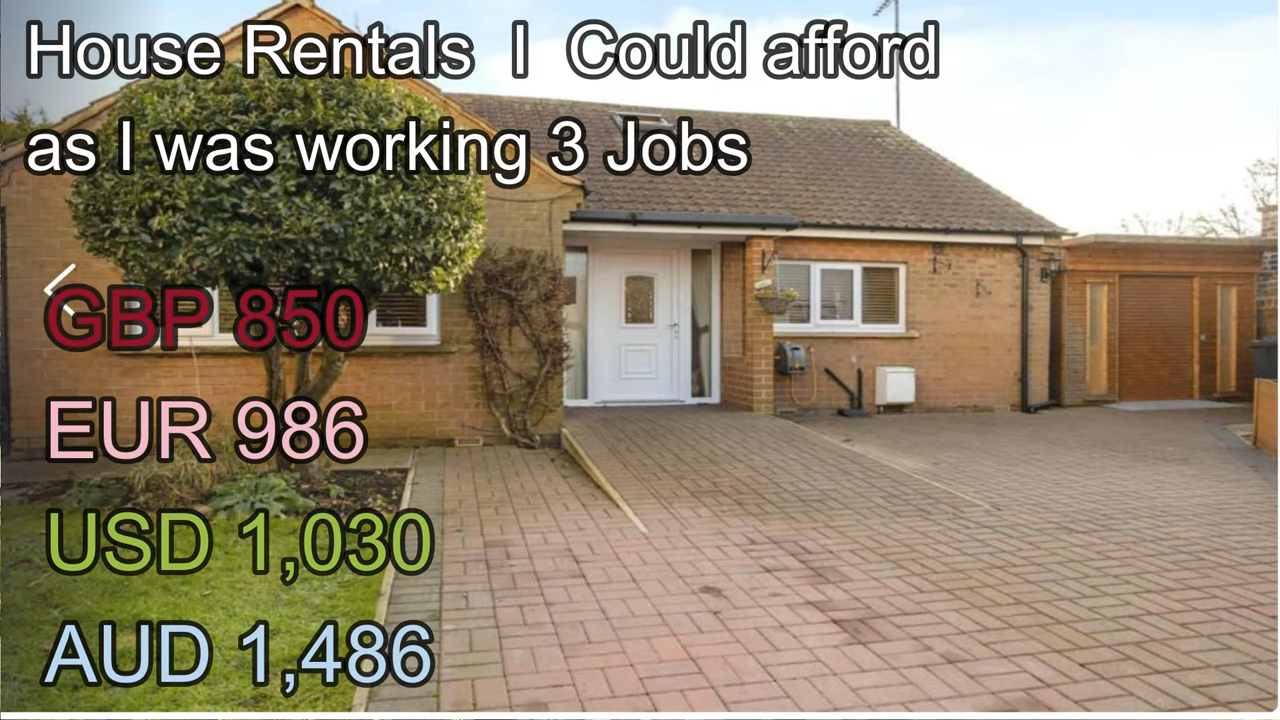 House Rentals I Could afford
as I was working 3 Jobs
GBP 850
EUR 986
USD 1,030
AUD 1,486